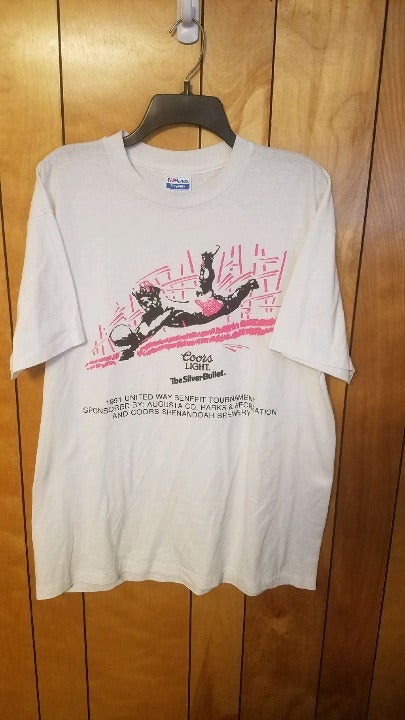 Hanes
Coors
LIGHT.
The Silver Bullet.
1991 UNITED WAY BENEFIT TOURNAMENT
SPONSORED BY: AUGUSTA CO. PARKS & RECREATION
AND COORS SHENANDOAH BREWERY